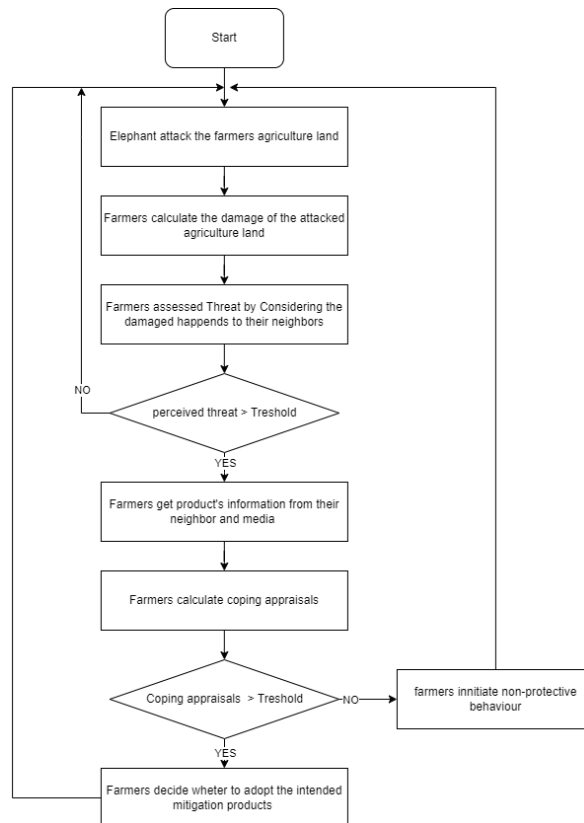 Start
Elephant attack the farmers agriculture land
Farmers calculate the damage of the attacked
agriculture land
Farmers assessed Threat by Considering the
damaged happends to their neighbors
NO
perceived threat > Treshold
YES
Farmers get product's information from their
neighbor and media
Farmers calculate coping appraisals
Coping appraisals > Treshold
NO
farmers innitiate non-protective
behaviour
YES
Farmers decide wheter to adopt the intended
mitigation products